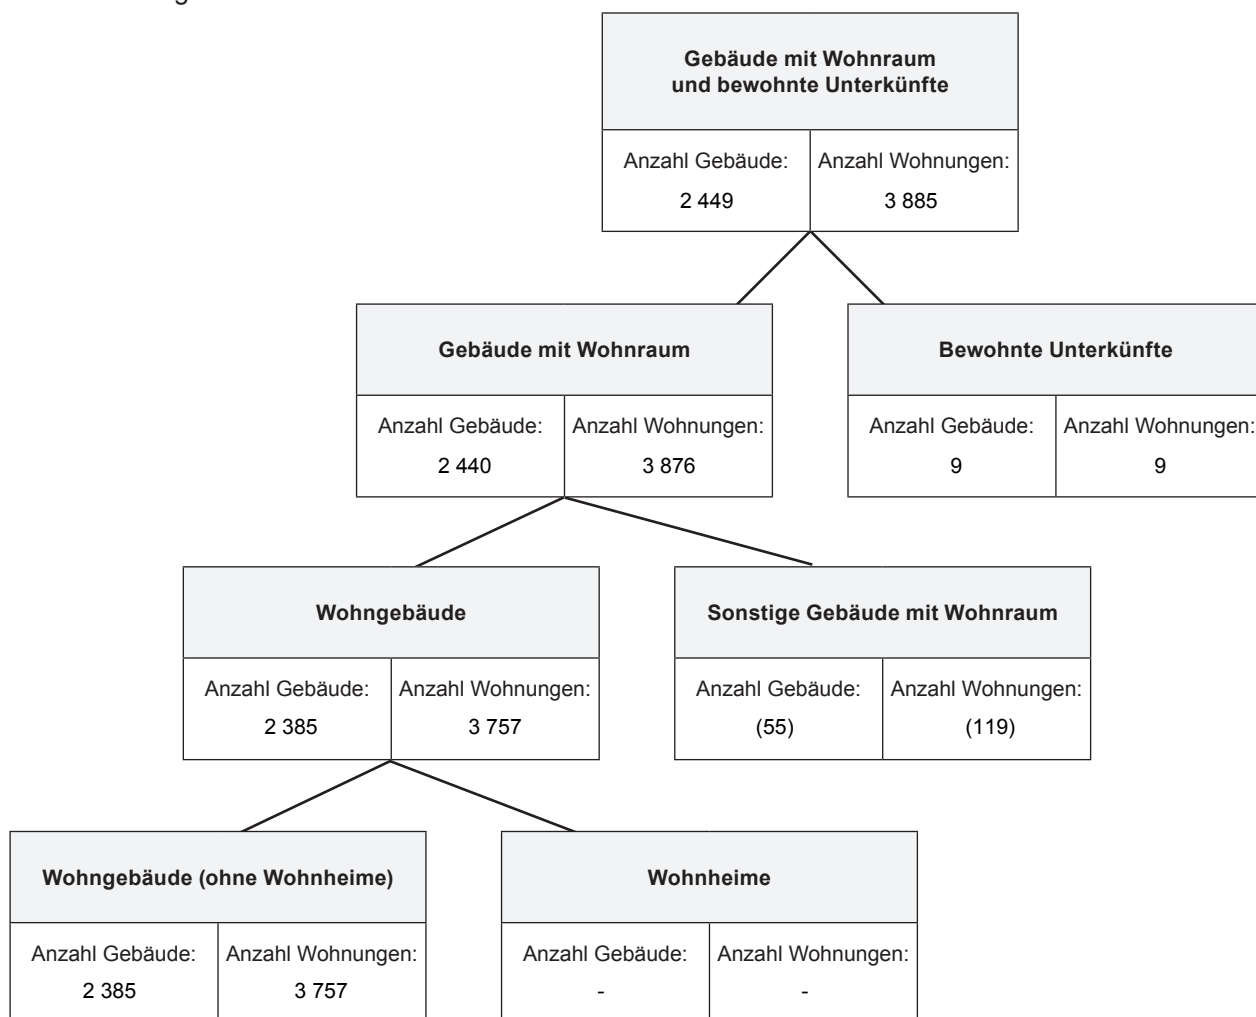 Gebäude mit Wohnraum
und bewohnte Unterkünfte
Anzahl Gebäude: Anzahl Wohnungen:
2 449 3 885
Gebäude mit Wohnraum
Anzahl Gebäude: Anzahl Wohnungen:
2 440 3 876
Bewohnte Unterkünfte
Anzahl Gebäude: Anzahl Wohnungen:
9 9
Wohngebäude
Anzahl Gebäude: Anzahl Wohnungen:
2 385 3 757
Sonstige Gebäude mit Wohnraum
Anzahl Gebäude: Anzahl Wohnungen:
(55) (119)
Wohngebäude (ohne Wohnheime)
Anzahl Gebäude: Anzahl Wohnungen:
2 385 3 757
Wohnheime
Anzahl Gebäude: Anzahl Wohnungen:
- -